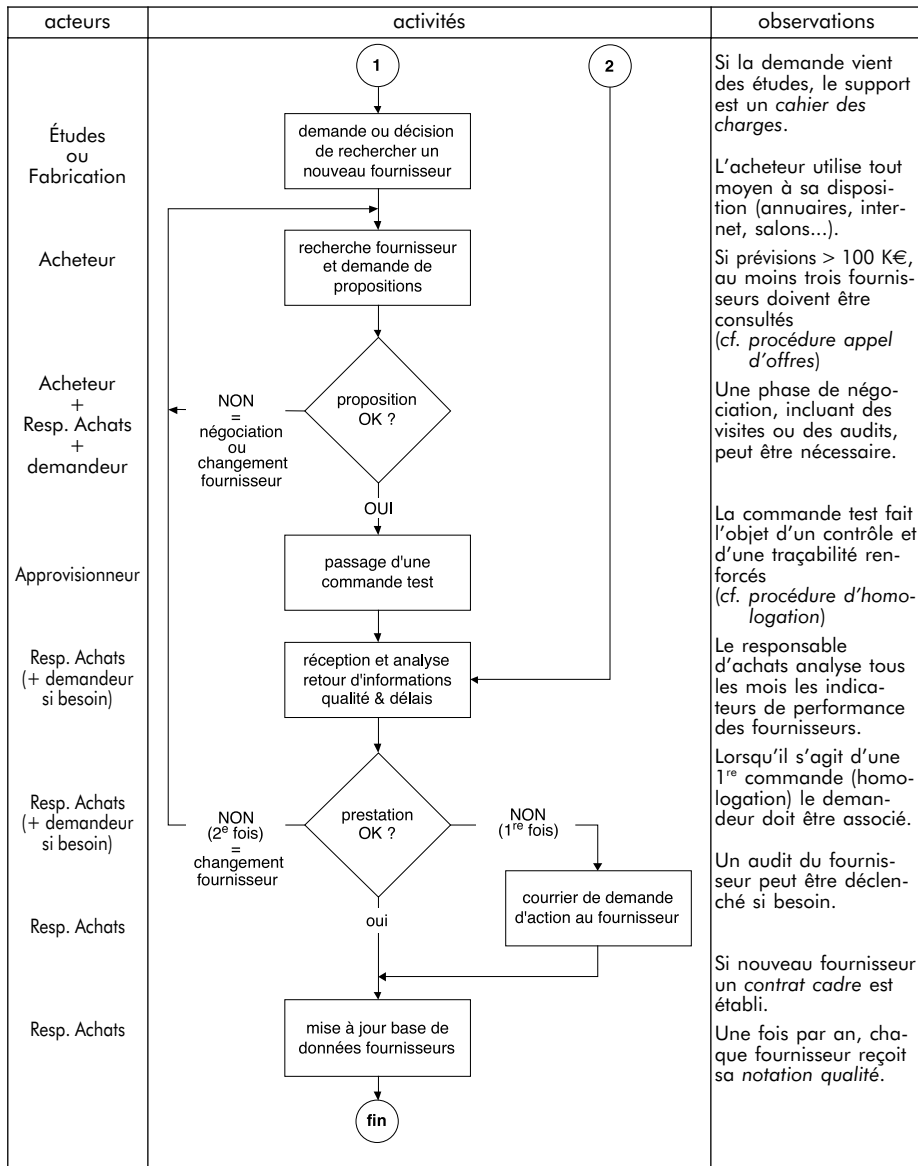 acteurs
activités
observations
1
2
Études
ou
Fabrication
demande ou décision
de rechercher un
nouveau fournisseur
Si la demande vient
des études, le support
est un cahier des
charges.
L'acheteur utilise tout
moyen à sa disposi-
tion (annuaires, inter-
net, salons...).
Acheteur
recherche fournisseur
et demande de
propositions
Si prévisions > 100 K€,
au moins trois fournis-
seurs doivent être
consultés
(cf. procédure appel
d'offres)
Acheteur
+
Resp. Achats
+
demandeur
NON
=
négociation
ou
changement
fournisseur
proposition
OK ?
OUI
Une phase de négo-
ciation, incluant des
visites ou des audits,
peut être nécessaire.
Approvisionneur
passage d'une
commande test
La commande test fait
l'objet d'un contrôle et
d'une traçabilité ren-
forcés
(cf. procédure d'homo-
logation)
Resp. Achats
(+ demandeur
si besoin)
réception et analyse
retour d'informations
qualité & délais
Le responsable
d'achats analyse tous
les mois les indica-
teurs de performance
des fournisseurs.
Resp. Achats
(+ demandeur
si besoin)
NON
(2e fois)
=
changement
fournisseur
prestation
OK ?
NON
(1re fois)
oui
Lorsqu'il s'agit d'une
1re commande (homo-
logation) le deman-
deur doit être associé.
Resp. Achats
courrier de demande
d'action au fournisseur
Un audit du fournis-
seur peut être déclen-
ché si besoin.
Resp. Achats
mise à jour base de
données fournisseurs
Si nouveau fournisseur
un contrat cadre est
établi.
Une fois par an, cha-
que fournisseur reçoit
sa notation qualité.
fin